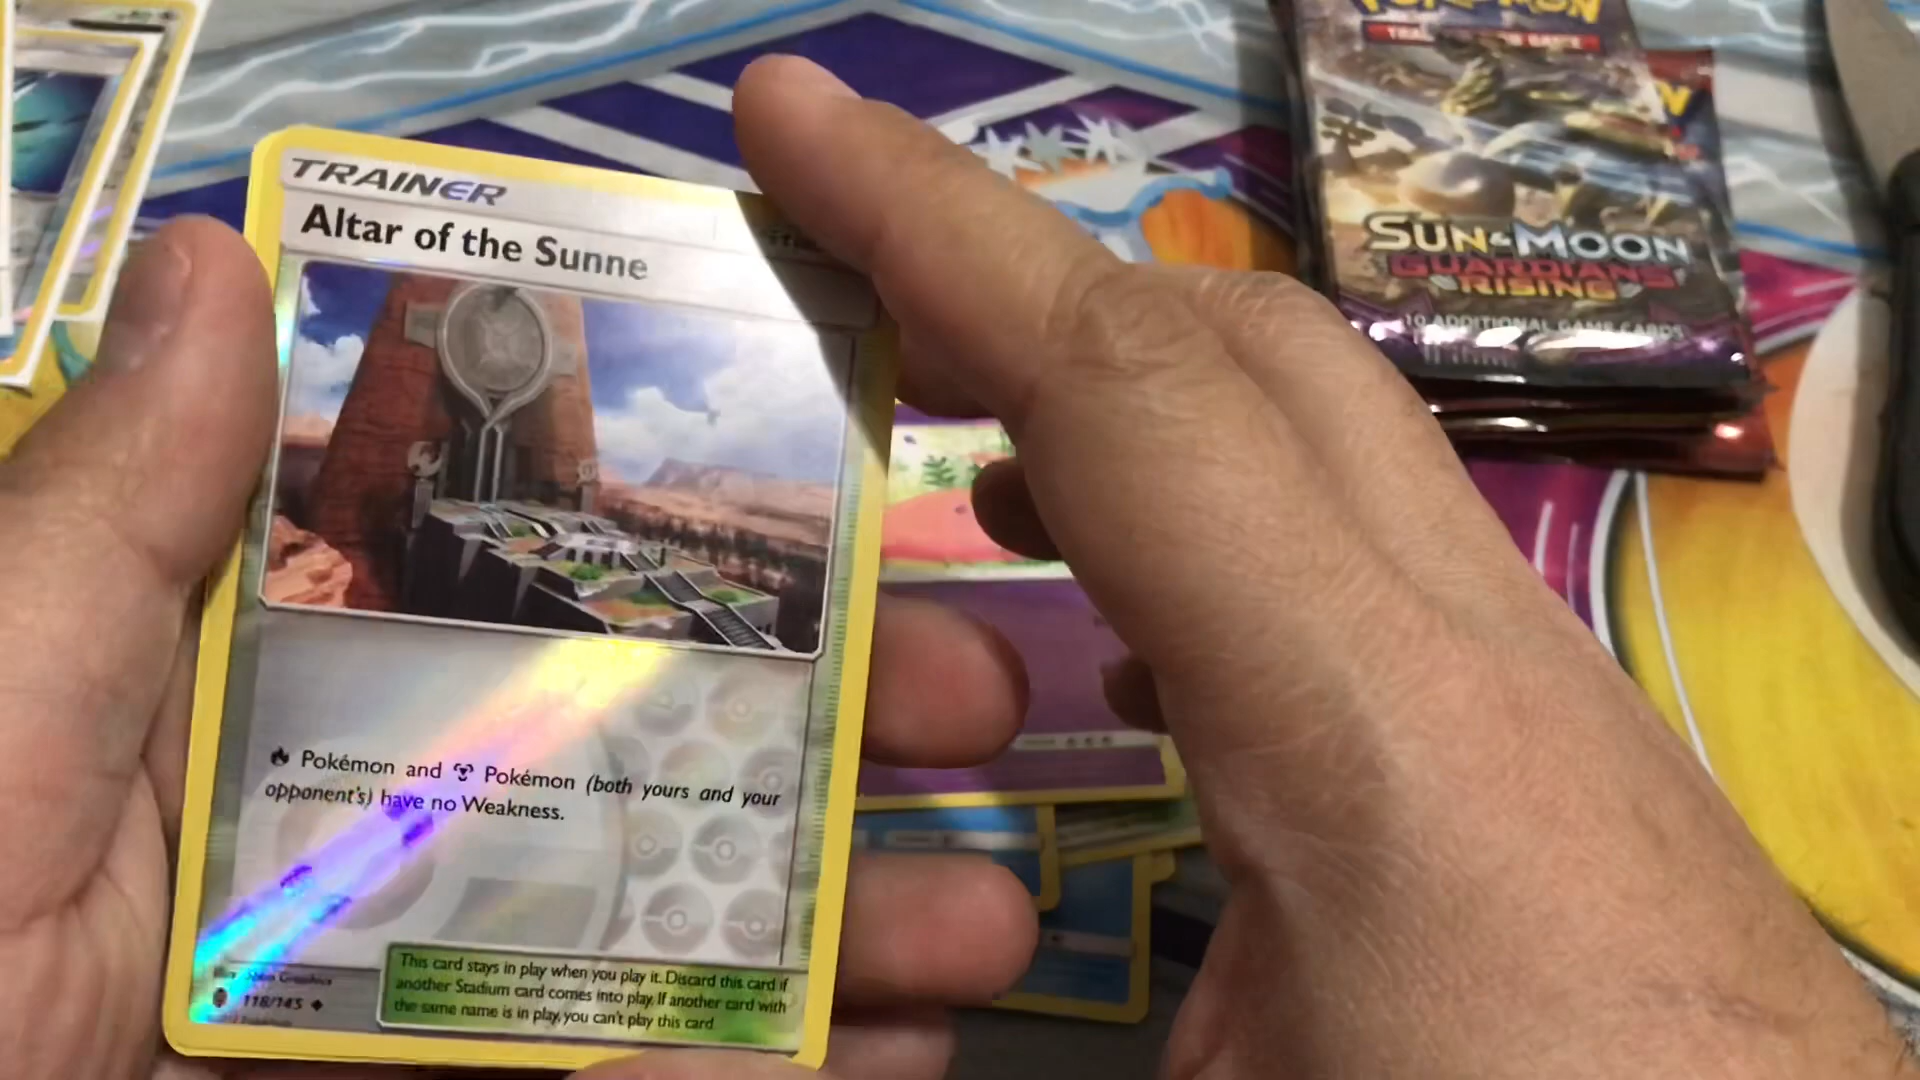 TRAINER
Altar of the Sunne
Pokémon and Pokémon (both yours and your
opponent's) have no Weakness.
This card stays in play when you play it. Discard this card if
another Stadium card comes into play. If another card with
the same name is in play, you can't play this card
118/145
POKÉMON
SUN & MOON
GUARDIANS
RISING
10 ADDITIONAL GAME CARDS